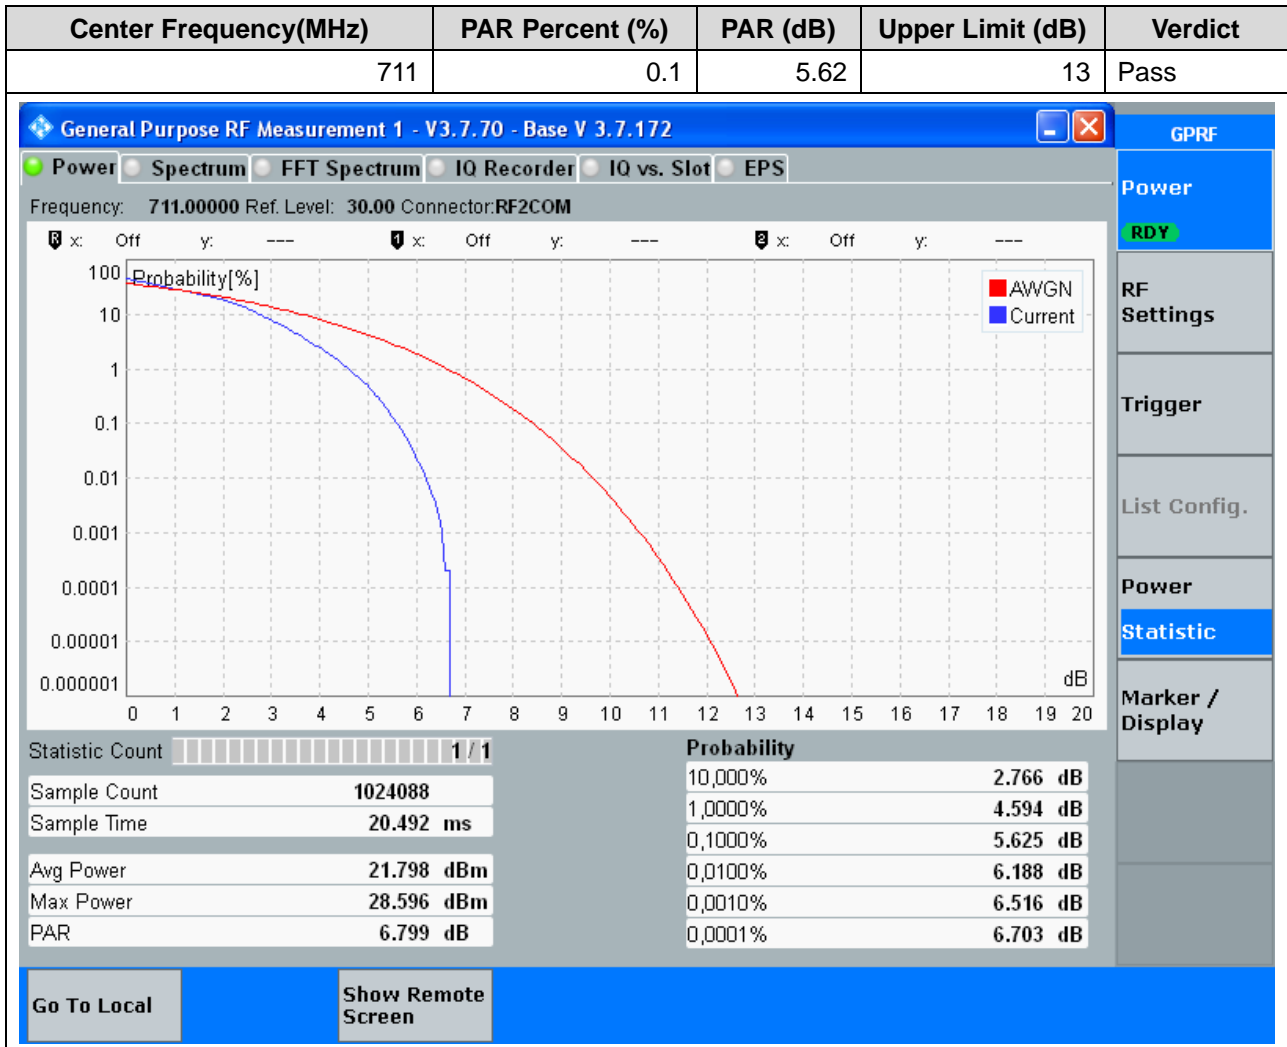 Center Frequency(MHz) PAR Percent (%) PAR (dB) Upper Limit (dB) Verdict
711 0.1 5.62 13 Pass
General Purpose RF Measurement 1 - V3.7.70 - Base V 3.7.172
GPRF
Power Spectrum FFT Spectrum IQ Recorder IQ vs. Slot EPS
Power
RDY
Frequency: 711.00000 Ref. Level: 30.00 Connector:RF2COM
R x: Off y: --- 1 x: Off y: --- 2 x: Off y: ---
Probability[%]
100
10
1
0.1
0.01
0.001
0.0001
0.00001
0.000001
AWGN
Current
dB
0 1 2 3 4 5 6 7 8 9 10 11 12 13 14 15 16 17 18 19 20
RF
Settings
Trigger
List Config.
Power
Statistic
Marker /
Display
Statistic Count 1 / 1
Sample Count 1024088
Sample Time 20.492 ms
Avg Power 21.798 dBm
Max Power 28.596 dBm
PAR 6.799 dB
Probability
10,000% 2.766 dB
1,0000% 4.594 dB
0,1000% 5.625 dB
0,0100% 6.188 dB
0,0010% 6.516 dB
0,0001% 6.703 dB
Go To Local
Show Remote
Screen